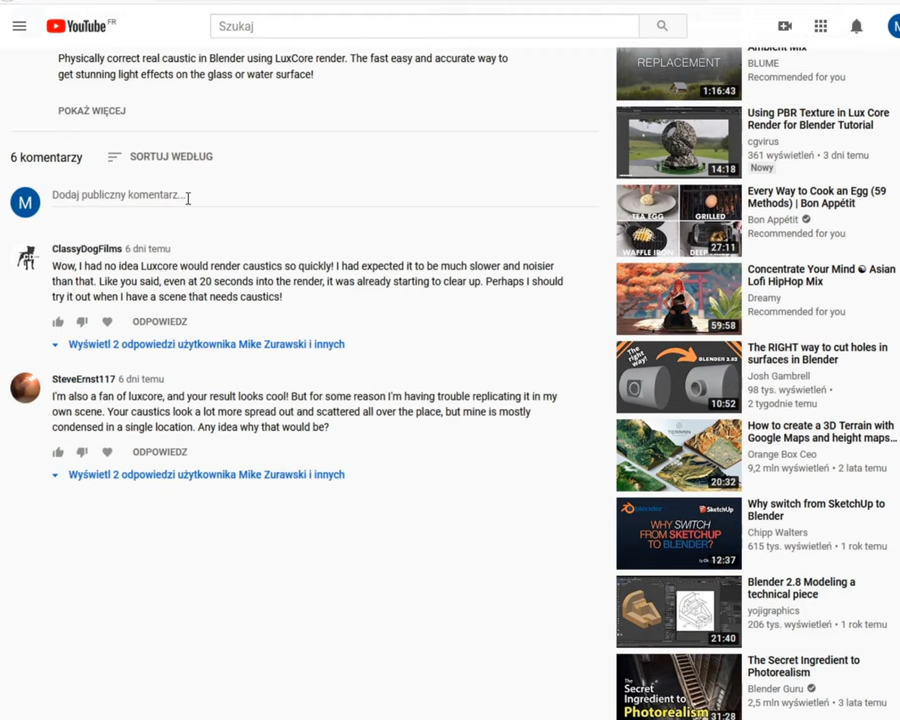 YouTube FR
Szukaj
M
Physically correct real caustic in Blender using LuxCore render. The fast easy and accurate way to
get stunning light effects on the glass or water surface!
POKAŻ WIĘCEJ
6 komentarzy
SORTUJ WEDŁUG
M
Dodaj publiczny komentarz...
ClassyDogFilms 6 dni temu
Wow, I had no idea Luxcore would render caustics so quickly! I had expected it to be much slower and noisier
than that. Like you said, even at 20 seconds into the render, it was already starting to clear up. Perhaps I should
try it out when I have a scene that needs caustics!
ODPOWIEDZ
Wyświetl 2 odpowiedzi użytkownika Mike Zurawski i innych
SteveErnst117 6 dni temu
I'm also a fan of luxcore, and your result looks cool! But for some reason I'm having trouble replicating it in my
own scene. Your caustics look a lot more spread out and scattered all over the place, but mine is mostly
condensed in a single location. Any idea why that would be?
ODPOWIEDZ
Wyświetl 2 odpowiedzi użytkownika Mike Zurawski i innych
REPLACEMENT
1:16:43
Ambient Mix
BLUME
Recommended for you
14:18
Using PBR Texture in Lux Core
Render for Blender Tutorial
cgvirus
361 wyświetleń • 3 dni temu
Nowy
TEA EGG
GRILLED
WAFFLE IRON
27:11
Every Way to Cook an Egg (59
Methods) | Bon Appétit
Bon Appétit
Recommended for you
59:58
Concentrate Your Mind ☯ Asian
Lofi HipHop Mix
Dreamy
Recommended for you
The right way!
BLENDER 2.82
10:52
The RIGHT way to cut holes in
surfaces in Blender
Josh Gambrell
98 tys. wyświetleń •
2 tygodnie temu
TERRAIN
20:32
How to create a 3D Terrain with
Google Maps and height maps...
Orange Box Ceo
9,2 mln wyświetleń • 2 lata temu
blender
SketchUp
WHY SWITCH
FROM SKETCHUP
TO BLENDER?
12:37
Why switch from SketchUp to
Blender
Chipp Walters
615 tys. wyświetleń • 1 rok temu
21:40
Blender 2.8 Modeling a
technical piece
yojigraphics
206 tys. wyświetleń • 1 rok temu
The
Secret
Ingredient to
Photorealism
31:28
The Secret Ingredient to
Photorealism
Blender Guru
2,5 mln wyświetleń • 3 lata temu